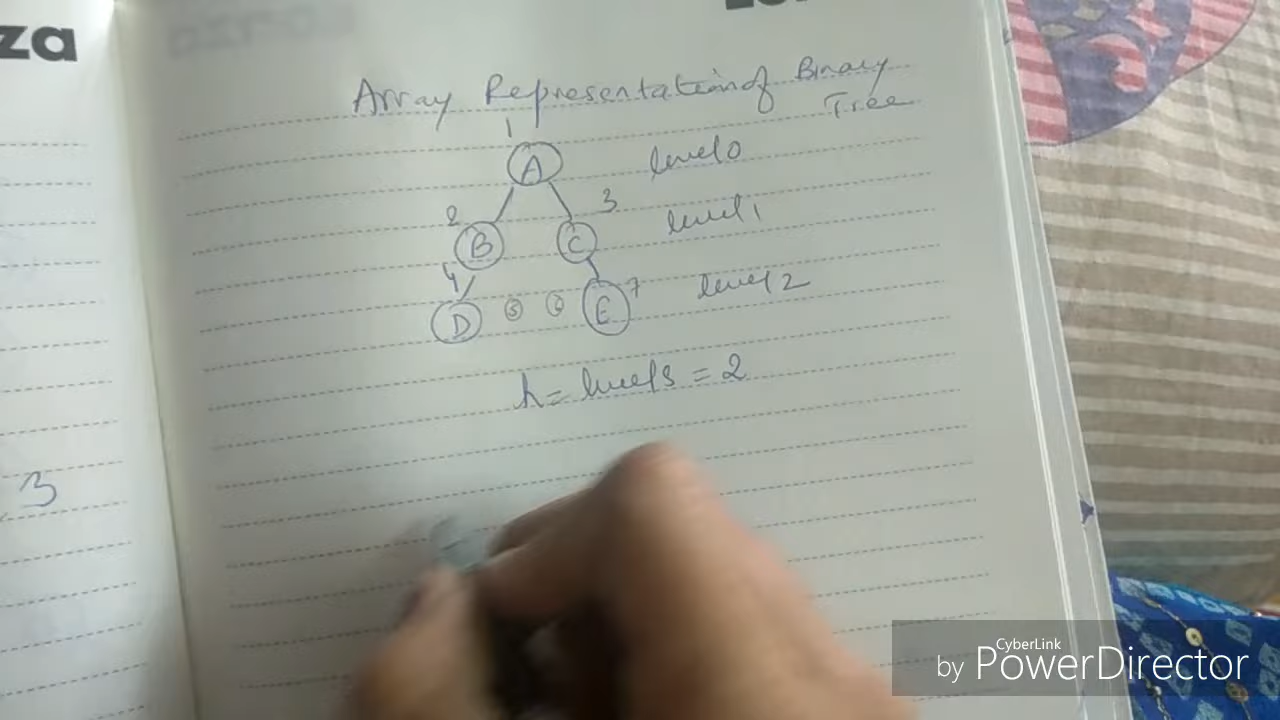 za
Array Representation of Binary
Tree
1
A
level 0
2
3
B
C
level 1
4
D
5
6
E
7
level 2
h = levels = 2
3
CyberLink
by PowerDirector